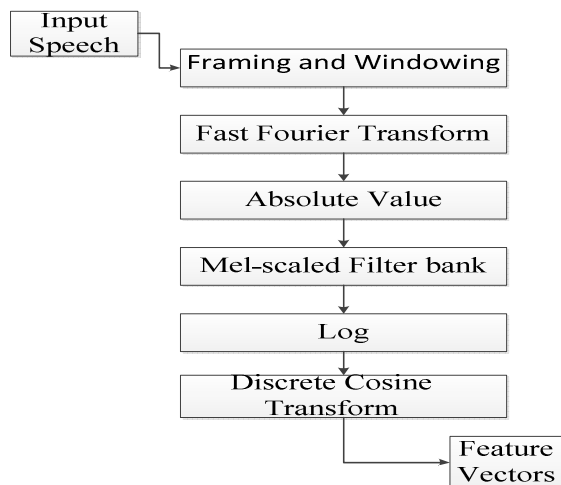 Input
Speech
Framing and Windowing
Fast Fourier Transform
Absolute Value
Mel-scaled Filter bank
Log
Discrete Cosine
Transform
Feature
Vectors